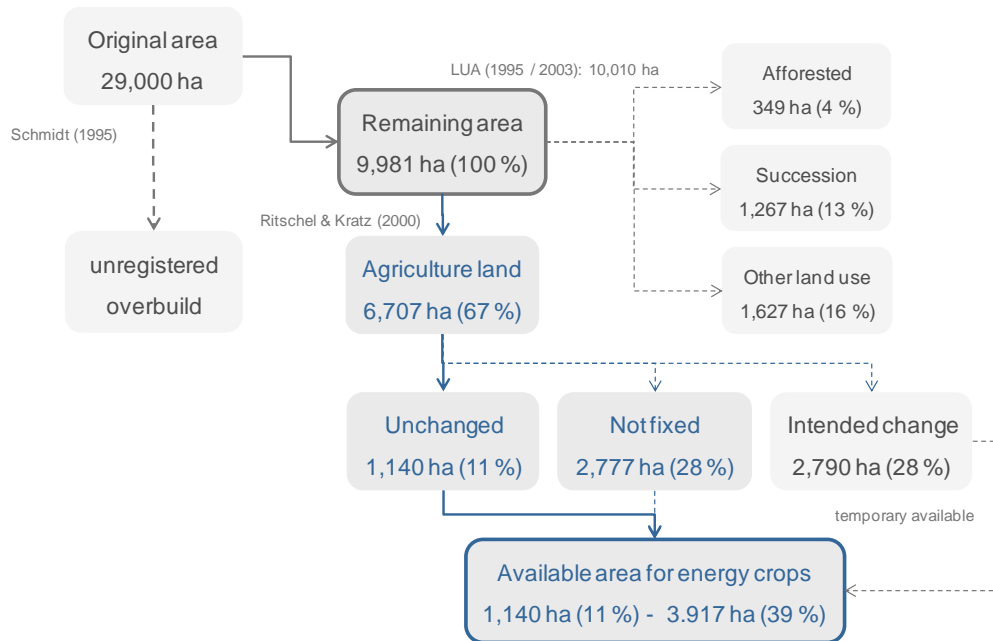 Original area
29,000 ha
LUA (1995 / 2003): 10,010 ha
Afforested
349 ha (4 %)
Schmidt (1995)
Remaining area
9,981 ha (100 %)
Succession
1,267 ha (13 %)
Ritschel & Kratz (2000)
unregistered
overbuild
Agriculture land
6,707 ha (67 %)
Other land use
1,627 ha (16 %)
Unchanged
1,140 ha (11 %)
Not fixed
2,777 ha (28 %)
Intended change
2,790 ha (28 %)
temporary available
Available area for energy crops
1,140 ha (11 %) - 3.917 ha (39 %)